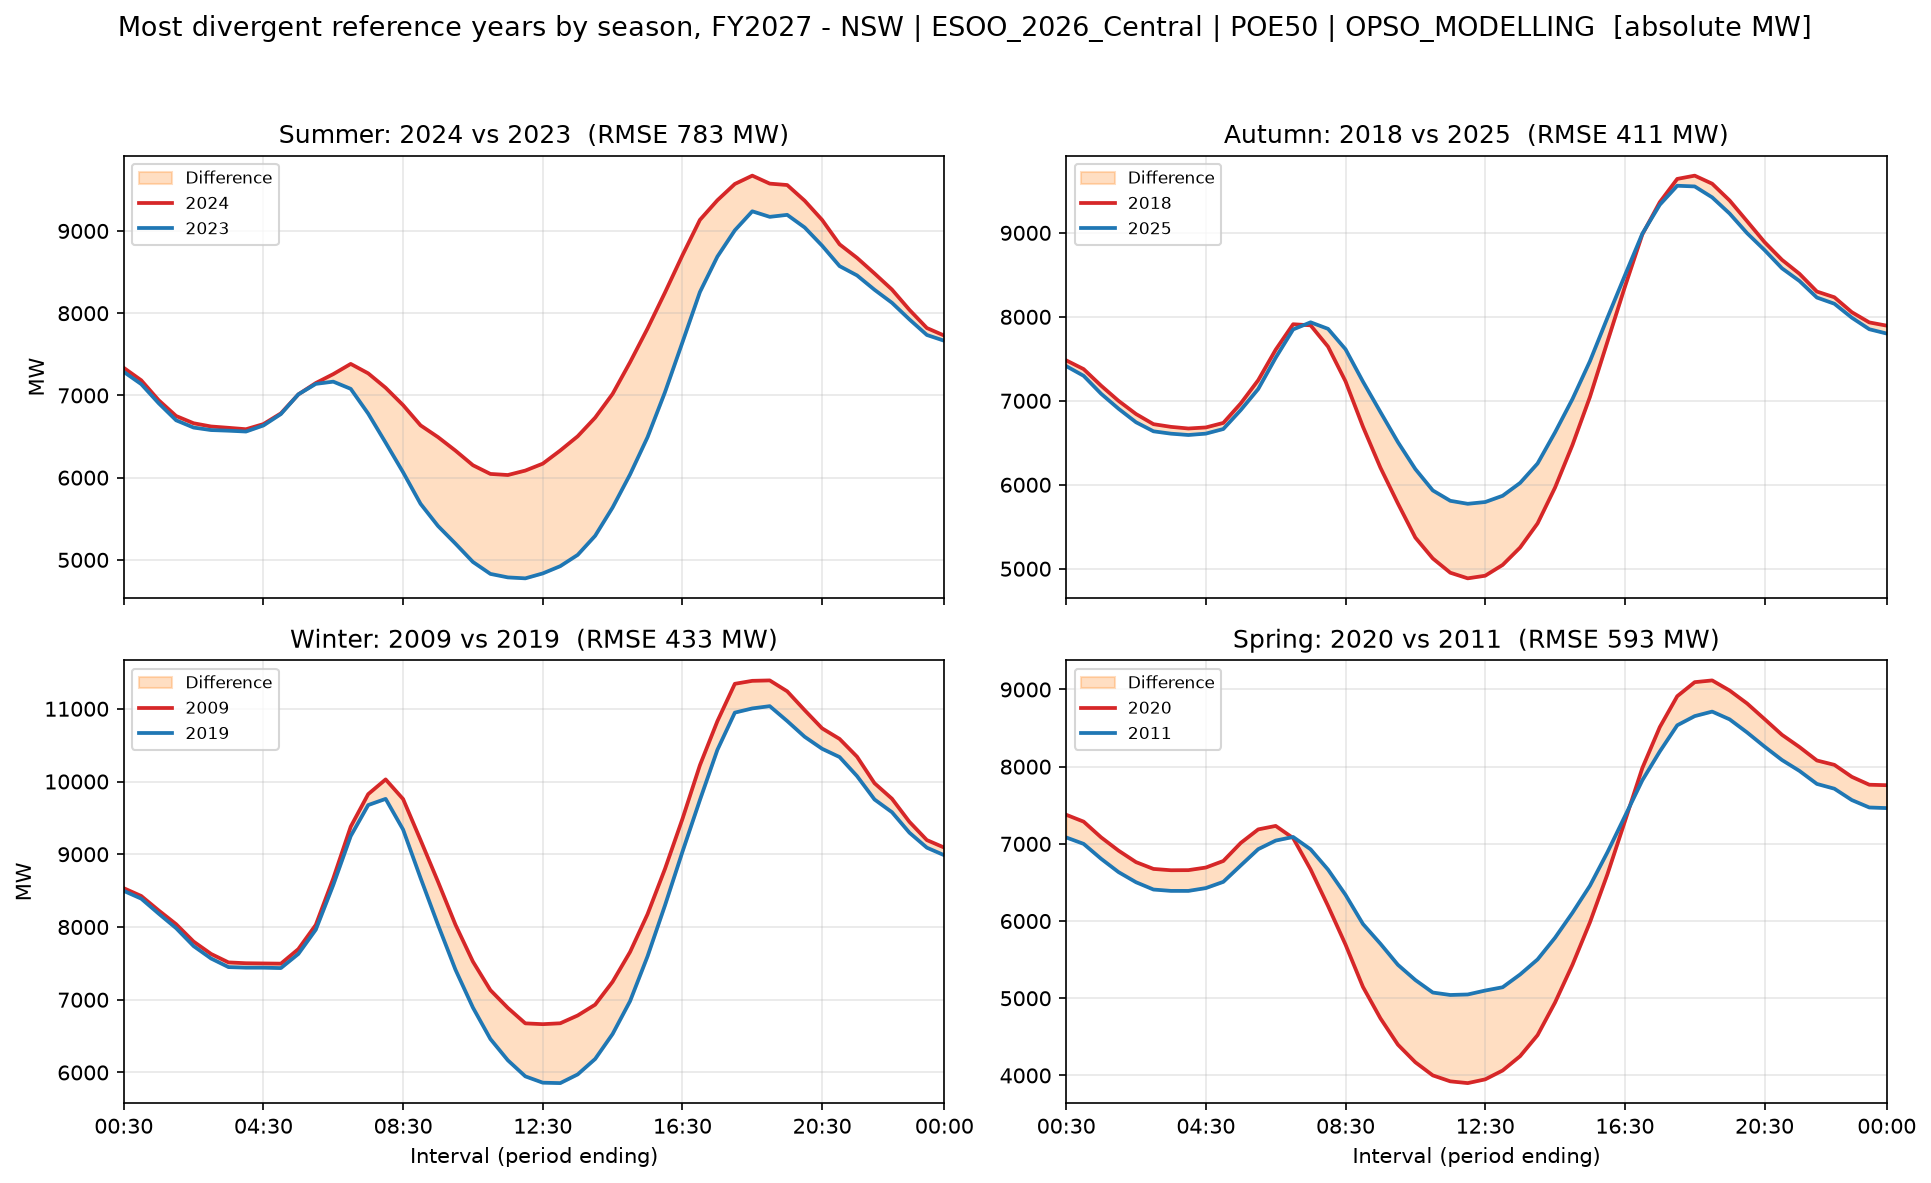 Most divergent reference years by season, FY2027 - NSW | ESOO_2026_Central | POE50 | OPSO_MODELLING  [absolute MW]
Summer: 2024 vs 2023  (RMSE 783 MW)
Difference
2024
2023
9000
8000
7000
6000
5000
MW
Autumn: 2018 vs 2025  (RMSE 411 MW)
Difference
2018
2025
9000
8000
7000
6000
5000
Winter: 2009 vs 2019  (RMSE 433 MW)
Difference
2009
2019
11000
10000
9000
8000
7000
6000
MW
00:30 04:30 08:30 12:30 16:30 20:30 00:00
Interval (period ending)
Spring: 2020 vs 2011  (RMSE 593 MW)
Difference
2020
2011
9000
8000
7000
6000
5000
4000
00:30 04:30 08:30 12:30 16:30 20:30 00:00
Interval (period ending)